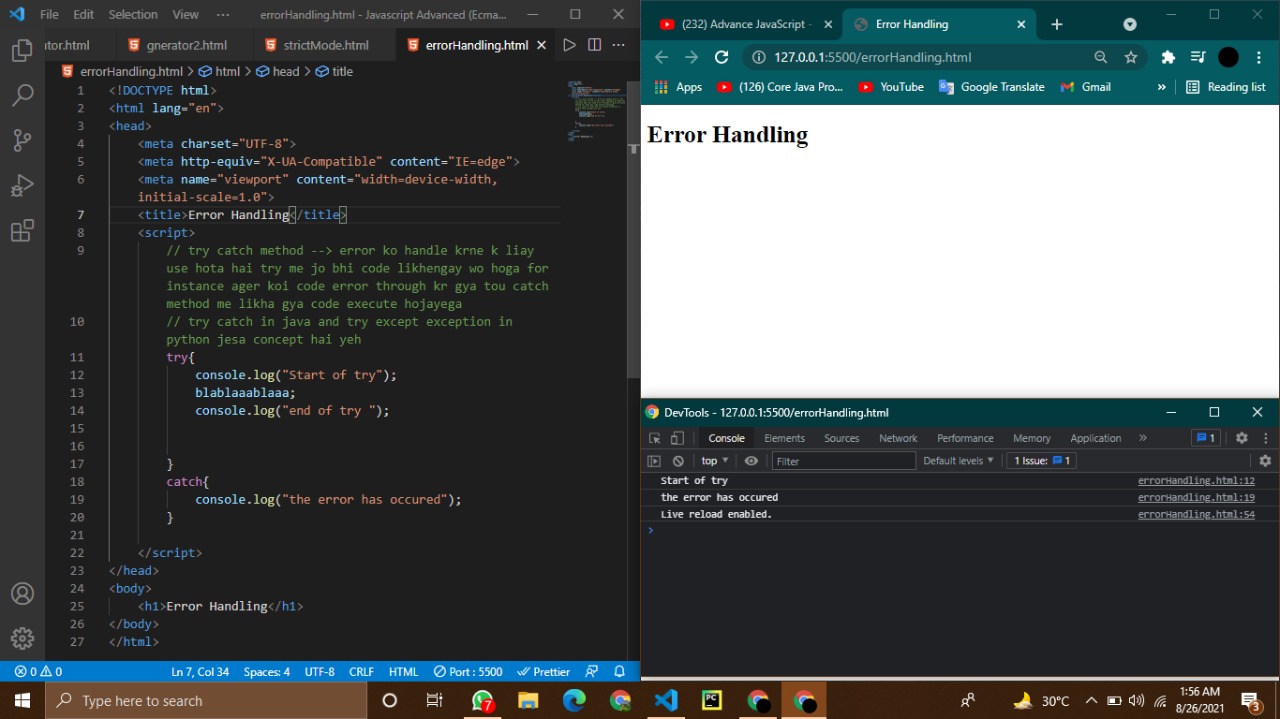 File Edit Selection View ··· errorHandling.html - Javascript Advanced (Ecma...
ator.html gnerator2.html strictMode.html errorHandling.html
errorHandling.html > html > head > title
1 <!DOCTYPE html>
2 <html lang="en">
3 <head>
4 <meta charset="UTF-8">
5 <meta http-equiv="X-UA-Compatible" content="IE=edge">
6 <meta name="viewport" content="width=device-width,
initial-scale=1.0">
7 <title>Error Handling</title>
8 <script>
9 // try catch method --> error ko handle krne k liay
use hota hai try me jo bhi code likhengay wo hoga for
instance ager koi code error through kr gya tou catch
method me likha gya code execute hojayega
10 // try catch in java and try except exception in
python jesa concept hai yeh
11 try{
12 console.log("Start of try");
13 blablaaablaaa;
14 console.log("end of try ");
15
16
17 }
18 catch{
19 console.log("the error has occured");
20 }
21
22 </script>
23 </head>
24 <body>
25 <h1>Error Handling</h1>
26 </body>
27 </html>
0 0 Ln 7, Col 34 Spaces: 4 UTF-8 CRLF HTML Port : 5500 Prettier
(232) Advance JavaScript - Error Handling
127.0.0.1:5500/errorHandling.html
Apps (126) Core Java Pro... YouTube Google Translate Gmail » Reading list
Error Handling
DevTools - 127.0.0.1:5500/errorHandling.html
Console Elements Sources Network Performance Memory Application » 1
top Filter Default levels 1 Issue: 1
Start of try errorHandling.html:12
the error has occured errorHandling.html:19
Live reload enabled. errorHandling.html:54
Type here to search 7 PC 30°C 1:56 AM
8/26/2021 3